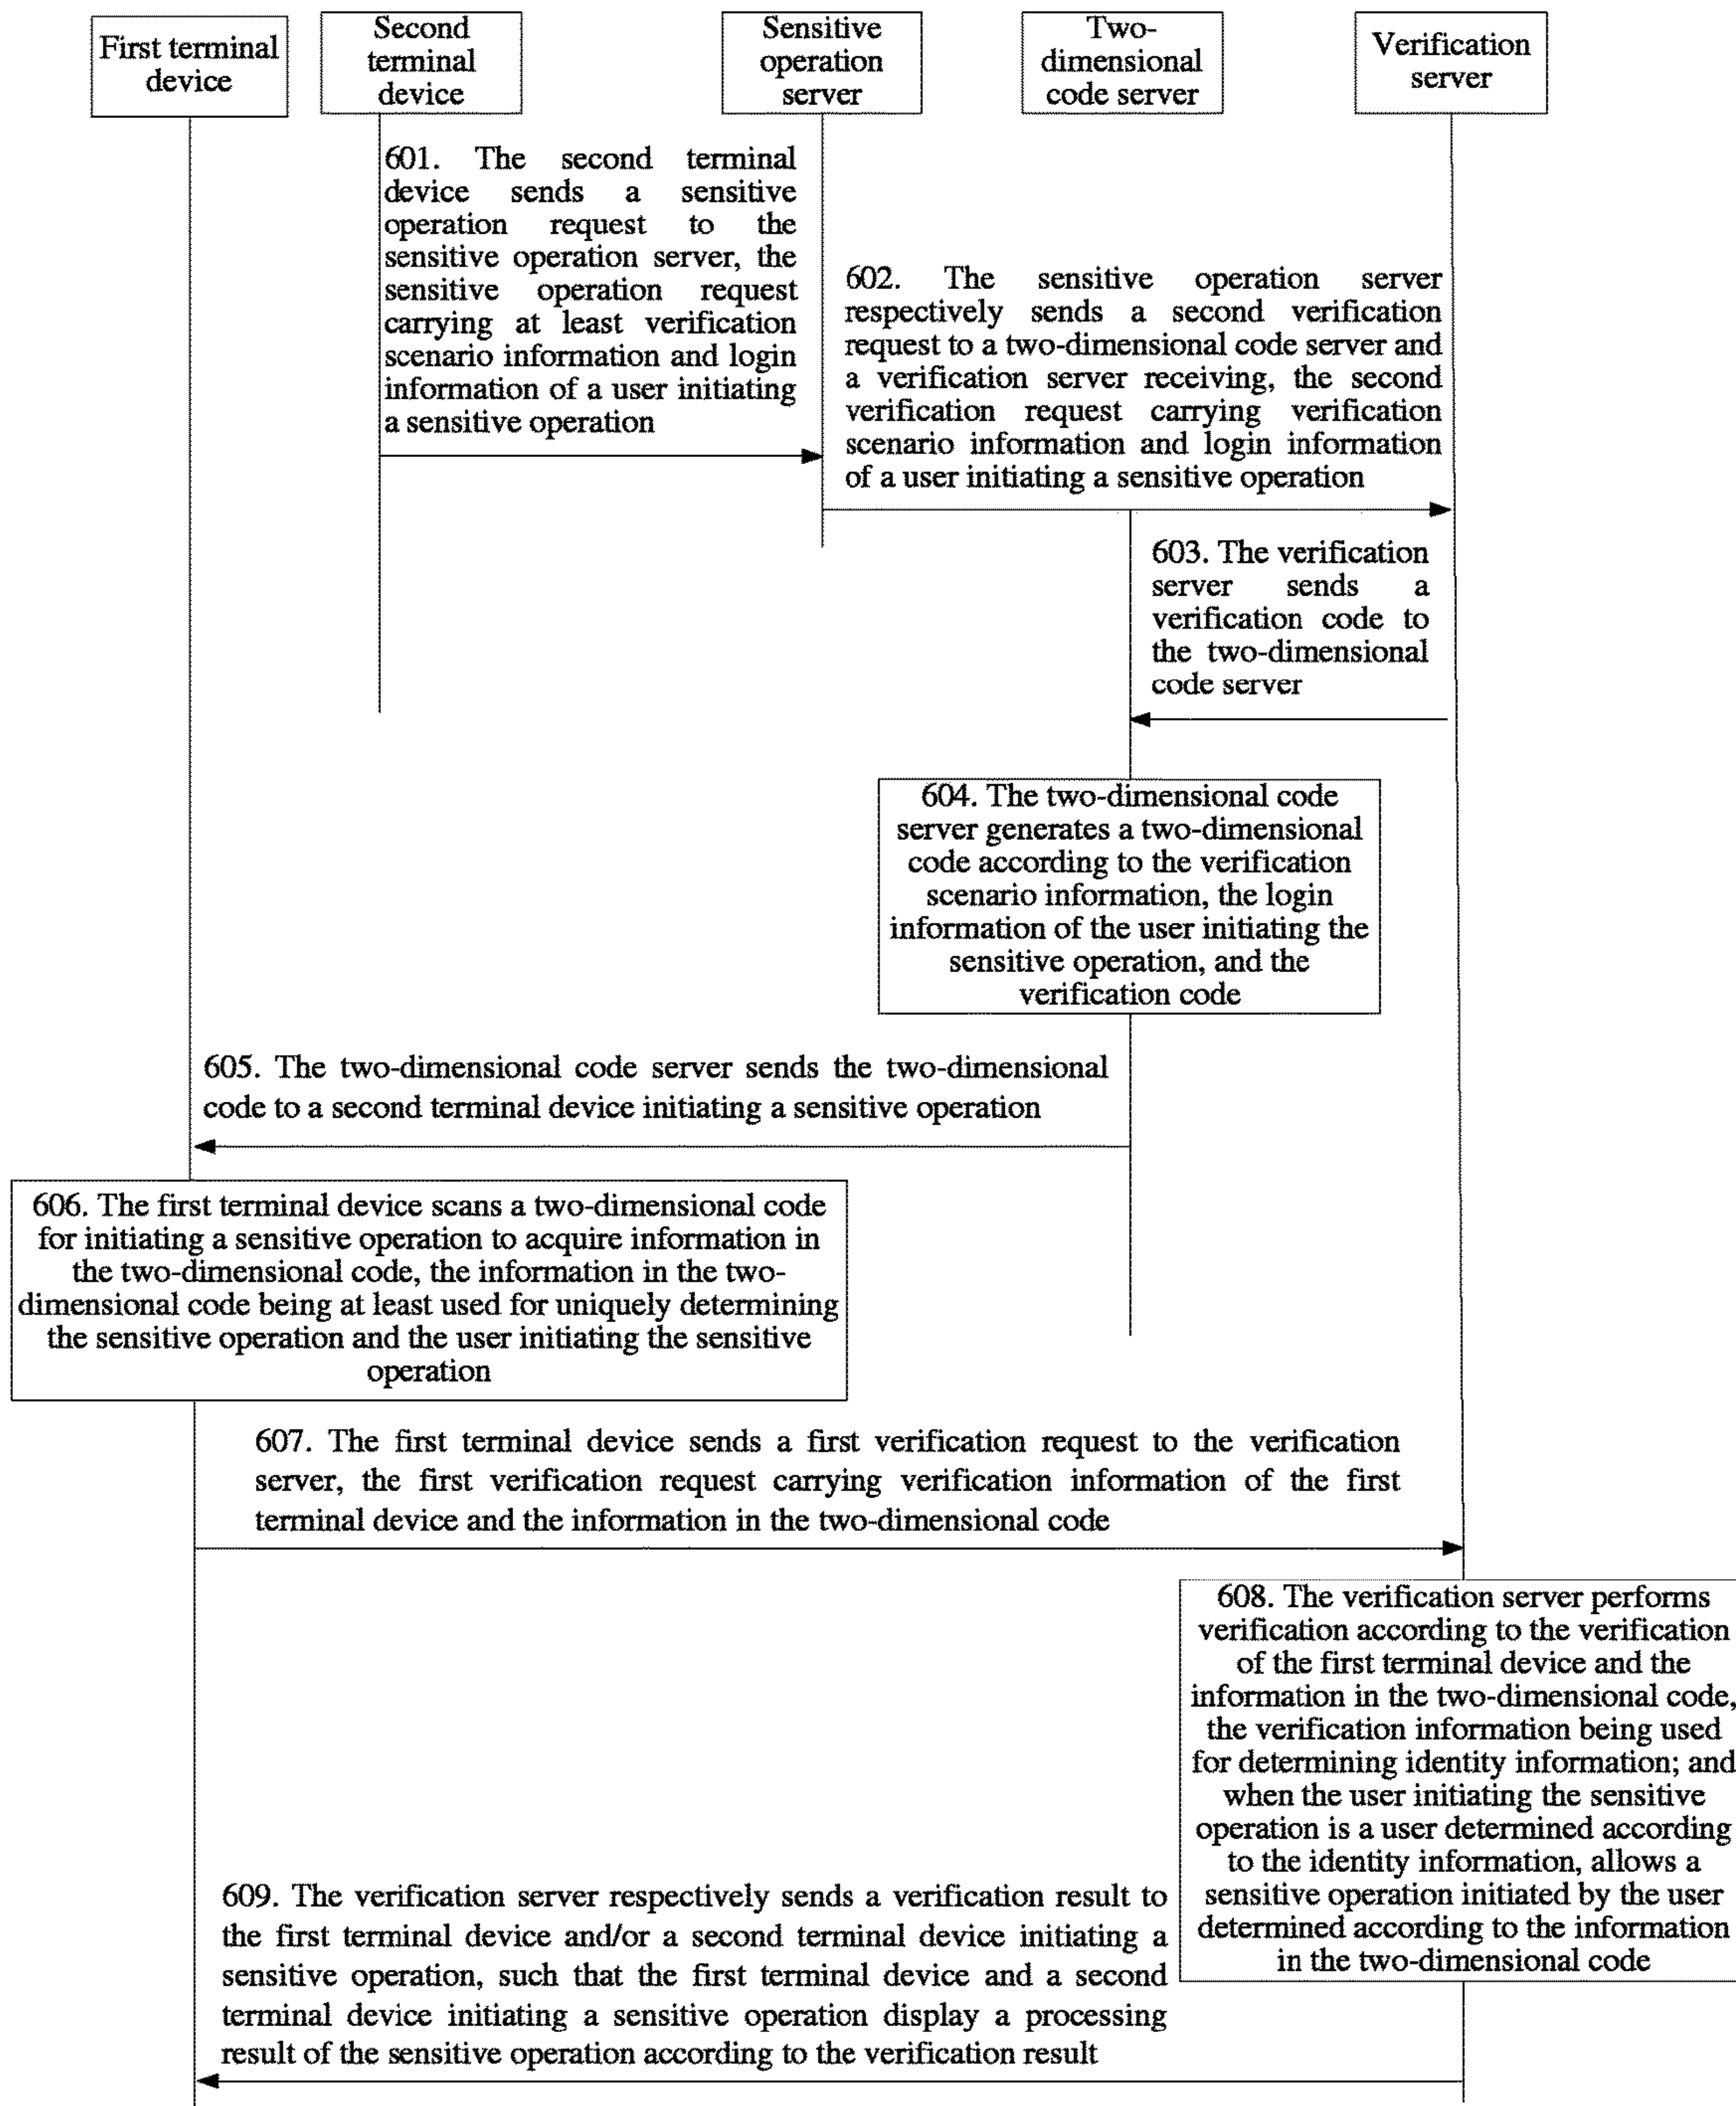 First terminal
device
Second
terminal
device
Sensitive
operation
server
Two-
dimensional
code server
Verification
server
601. The second terminal
device sends a sensitive
operation request to the
sensitive operation server, the
sensitive operation request
carrying at least verification
scenario information and login
information of a user initiating
a sensitive operation
602. The sensitive operation server
respectively sends a second verification
request to a two-dimensional code server and
a verification server receiving, the second
verification request carrying verification
scenario information and login information
of a user initiating a sensitive operation
603. The verification
server sends a
verification code to
the two-dimensional
code server
604. The two-dimensional code
server generates a two-dimensional
code according to the verification
scenario information, the login
information of the user initiating the
sensitive operation, and the
verification code
605. The two-dimensional code server sends the two-dimensional
code to a second terminal device initiating a sensitive operation
606. The first terminal device scans a two-dimensional code
for initiating a sensitive operation to acquire information in
the two-dimensional code, the information in the two-
dimensional code being at least used for uniquely determining
the sensitive operation and the user initiating the sensitive
operation
607. The first terminal device sends a first verification request to the verification
server, the first verification request carrying verification information of the first
terminal device and the information in the two-dimensional code
608. The verification server performs
verification according to the verification
of the first terminal device and the
information in the two-dimensional code,
the verification information being used
for determining identity information; and
when the user initiating the sensitive
operation is a user determined according
to the identity information, allows a
sensitive operation initiated by the user
determined according to the information
in the two-dimensional code
609. The verification server respectively sends a verification result to
the first terminal device and/or a second terminal device initiating a
sensitive operation, such that the first terminal device and a second
terminal device initiating a sensitive operation display a processing
result of the sensitive operation according to the verification result